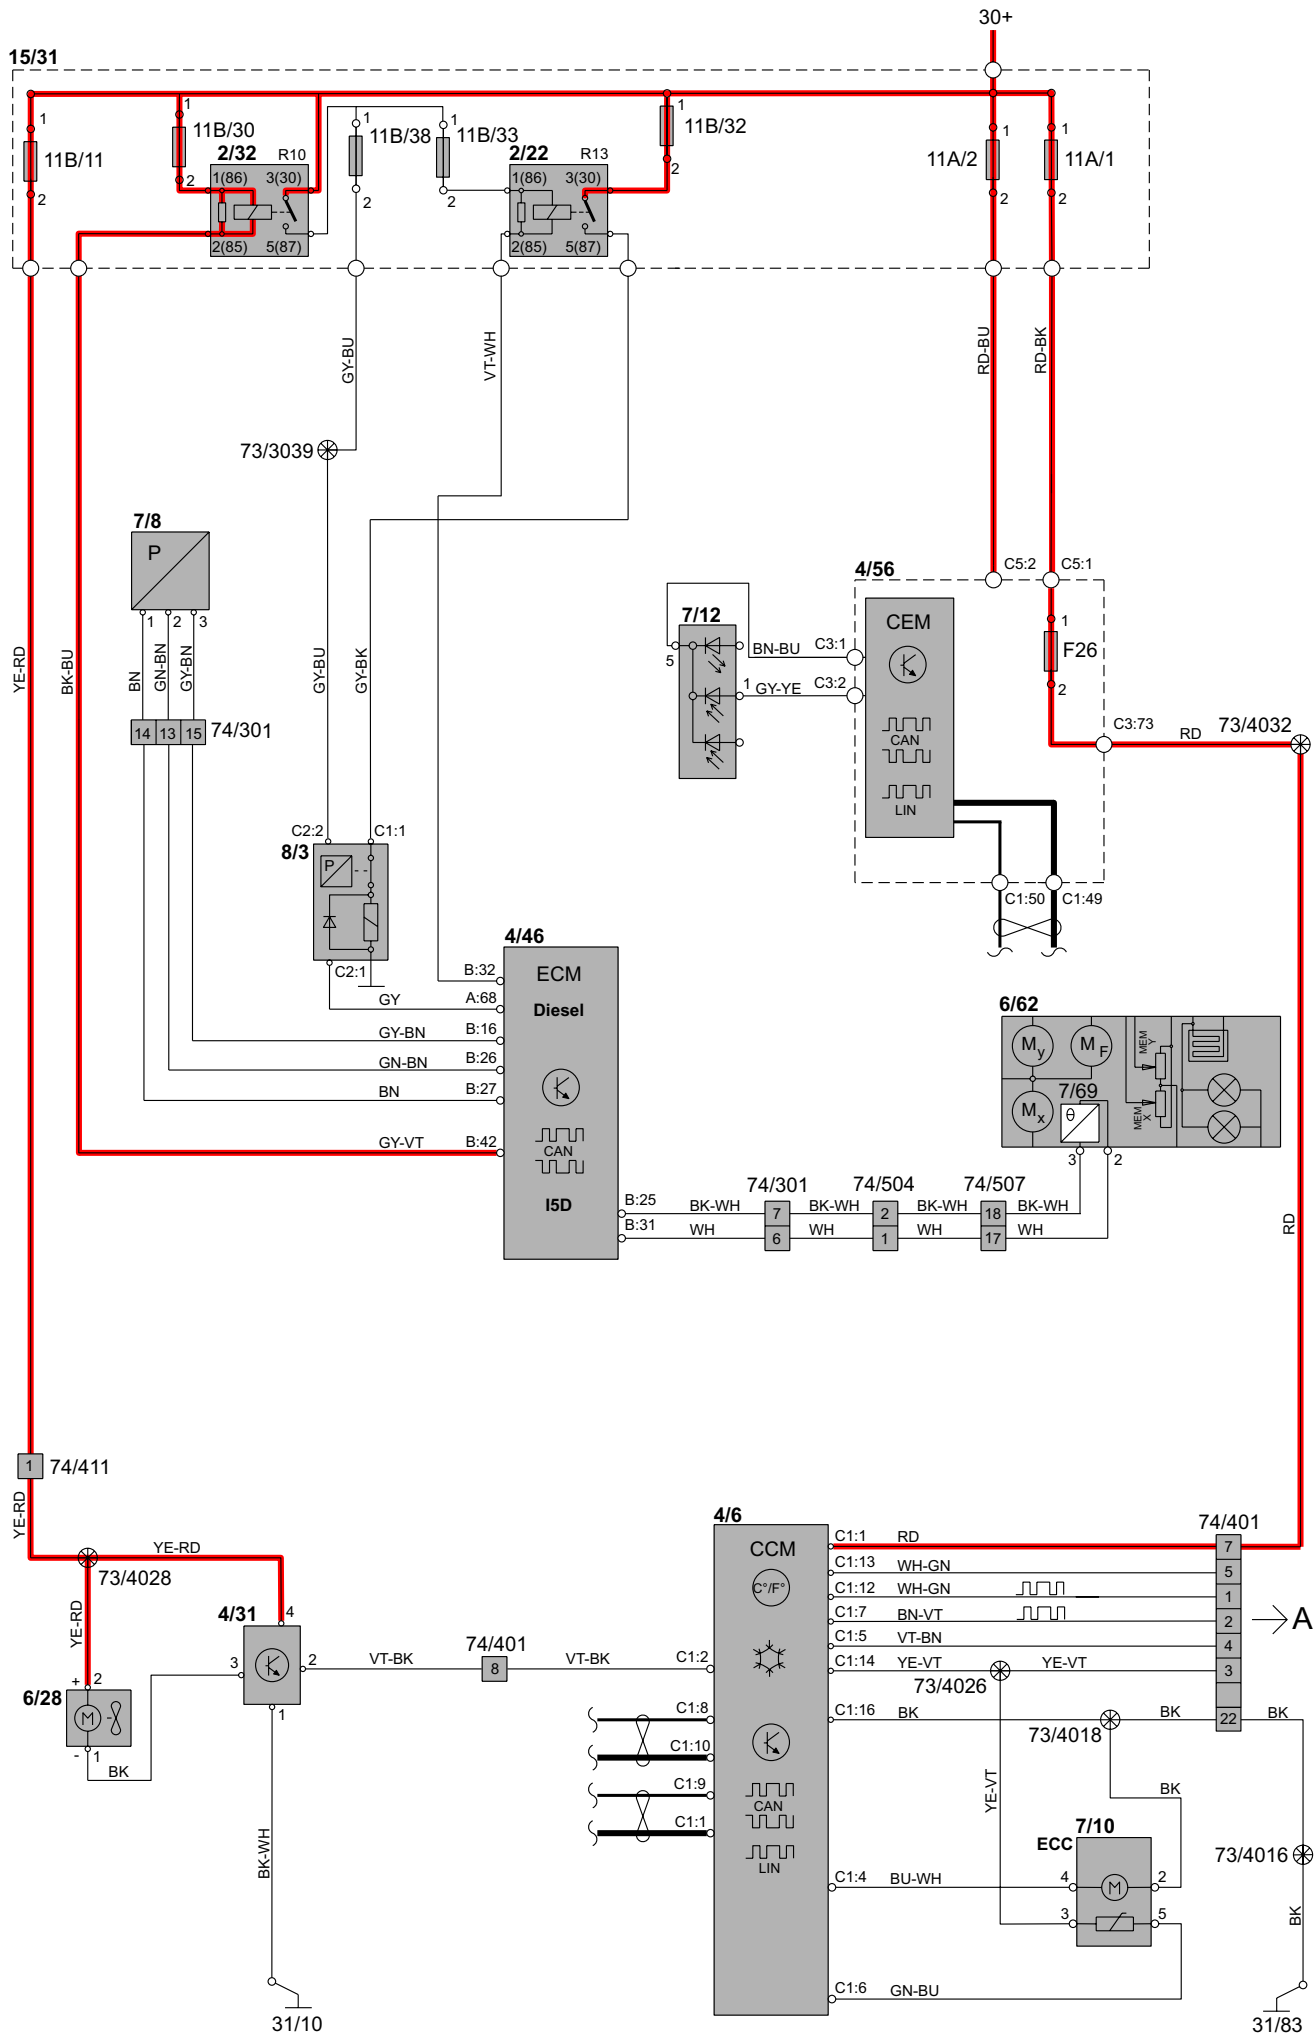 30+
15/31
1
1
1
1
1
1
1
11B/11
11B/30
11B/38
11B/33
11B/32
11A/2
11A/1
2/32
R10
2/22
R13
2
2
2
2
2
2
2
1(86)
3(30)
1(86)
3(30)
2(85)
5(87)
2(85)
5(87)
GY-BU
VT-WH
RD-BU
RD-BK
73/3039
7/8
P
1
2
3
YE-RD
BK-BU
BN
GN-BN
GY-BN
GY-BU
GY-BK
14
13
15
74/301
4/56
C5:2
C5:1
7/12
CEM
1
F26
2
5
BN-BU
C3:1
1
GY-YE
C3:2
CAN
LIN
C3:73
RD
73/4032
C1:50
C1:49
C2:2
C1:1
8/3
P
C2:1
4/46
ECM
Diesel
B:32
GY
A:68
GY-BN
B:16
GN-BN
B:26
BN
B:27
GY-VT
B:42
CAN
I5D
B:25
B:31
6/62
My
MF
Mx
MEM Y
MEM X
7/69
θ
3
2
74/301
74/504
74/507
BK-WH
7
BK-WH
2
BK-WH
18
BK-WH
WH
6
WH
1
WH
17
WH
RD
1
74/411
YE-RD
YE-RD
73/4028
YE-RD
4/31
4
3
2
1
6/28
+
2
M
-
1
BK
VT-BK
74/401
8
VT-BK
C1:2
BK-WH
31/10
4/6
CCM
C°/F°
C1:8
C1:10
C1:9
C1:1
CAN
LIN
74/401
C1:1
RD
7
C1:13
WH-GN
5
C1:12
WH-GN
1
C1:7
BN-VT
2
A
C1:5
VT-BN
4
C1:14
YE-VT
YE-VT
3
73/4026
C1:16
BK
73/4018
BK
22
BK
YE-VT
BK
7/10
ECC
C1:4
BU-WH
4
M
2
3
5
C1:6
GN-BU
73/4016
BK
31/83